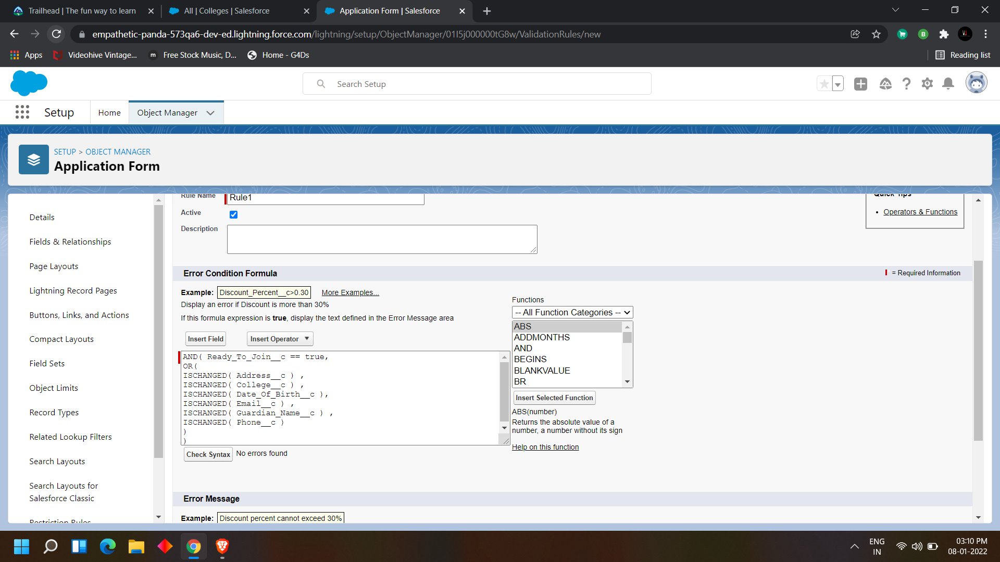 Trailhead | The fun way to learn
All | Colleges | Salesforce
Application Form | Salesforce
empathetic-panda-573qa6-dev-ed.lightning.force.com/lightning/setup/ObjectManager/01I5j000000tG8w/ValidationRules/new
Apps
Videohive Vintage...
Free Stock Music, D...
Home - G4Ds
Reading list
Search Setup
Setup
Home
Object Manager
SETUP > OBJECT MANAGER
Application Form
Details
Fields & Relationships
Page Layouts
Lightning Record Pages
Buttons, Links, and Actions
Compact Layouts
Field Sets
Object Limits
Record Types
Related Lookup Filters
Search Layouts
Search Layouts for
Salesforce Classic
Restriction Rules
Rule Name Rule1
Active
Description
Quick Tips
Operators & Functions
Error Condition Formula
= Required Information
Example: Discount_Percent__c>0.30 More Examples...
Display an error if Discount is more than 30%
If this formula expression is true, display the text defined in the Error Message area
Insert Field Insert Operator
AND( Ready_To_Join__c == true,
OR(
ISCHANGED( Address__c ) ,
ISCHANGED( College__c ) ,
ISCHANGED( Date_Of_Birth__c ),
ISCHANGED( Email__c ) ,
ISCHANGED( Guardian_Name__c ) ,
ISCHANGED( Phone__c )
)
)
Check Syntax No errors found
Functions
-- All Function Categories --
ABS
ADDMONTHS
AND
BEGINS
BLANKVALUE
BR
Insert Selected Function
ABS(number)
Returns the absolute value of a
number, a number without its sign
Help on this function
Error Message
Example: Discount percent cannot exceed 30%
ENG
IN
03:10 PM
08-01-2022